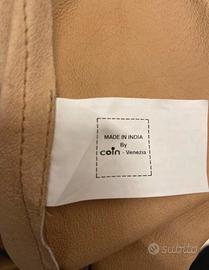 MADE IN INDIA
By
coin - Venezia
subito